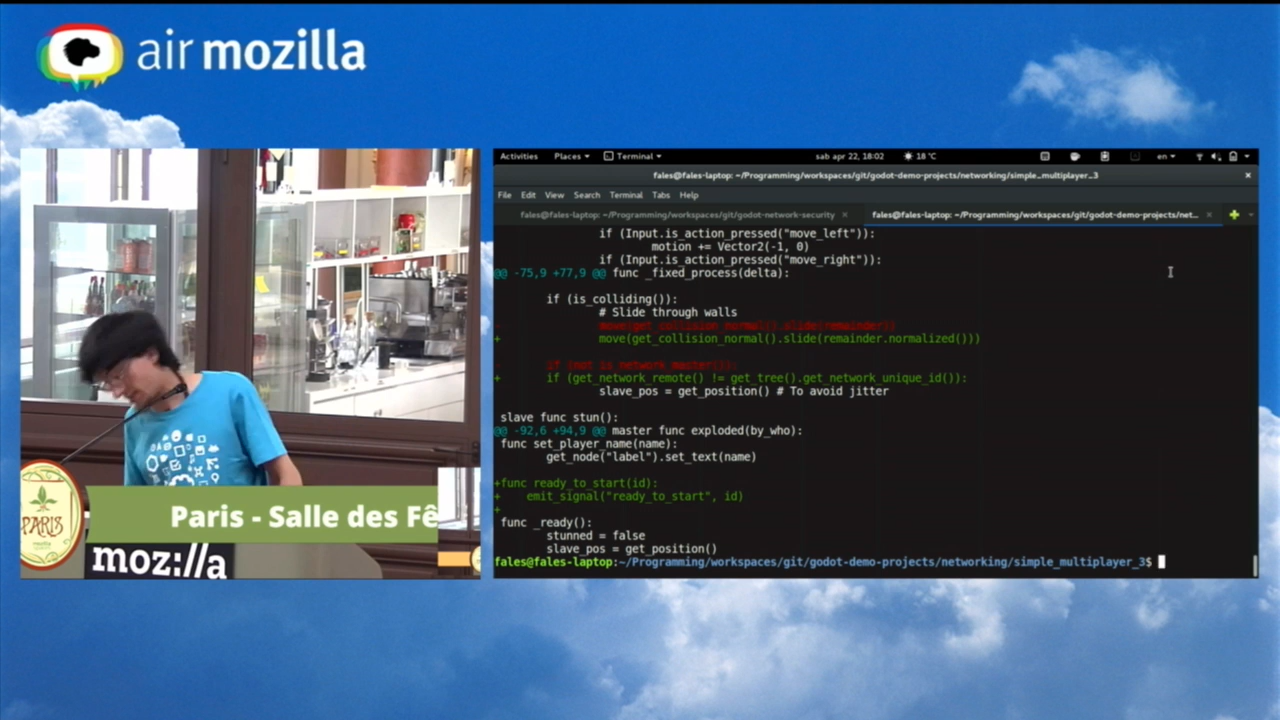 air mozilla
Activities Places Terminal sab apr 22, 18:02 18 °C en
fales@fales-laptop: ~/Programming/workspaces/git/godot-demo-projects/networking/simple_multiplayer_3
File Edit View Search Terminal Tabs Help
fales@fales-laptop: ~/Programming/workspaces/git/godot-network-security
fales@fales-laptop: ~/Programming/workspaces/git/godot-demo-projects/net...
if (Input.is_action_pressed("move_left"):
motion += Vector2(-1, 0)
if (Input.is_action_pressed("move_right")):
@@ -75,9 +77,9 @@ func _fixed_process(delta):
if (is_colliding()):
# Slide through walls
- move(get_collision_normal().slide(remainder))
+ move(get_collision_normal().slide(remainder.normalized()))
- if (not is_network_master()):
+ if (get_network_remote() != get_tree().get_network_unique_id()):
slave_pos = get_position() # To avoid jitter
slave func stun():
@@ -92,6 +94,9 @@ master func exploded(by_who):
func set_player_name(name):
get_node("label").set_text(name)
+func ready_to_start(id):
+ emit_signal("ready_to_start", id)
+
func _ready():
stunned = false
slave_pos = get_position()
fales@fales-laptop:~/Programming/workspaces/git/godot-demo-projects/networking/simple_multiplayer_3$
PARIS
mozilla
Paris - Salle des Fê
moz://a